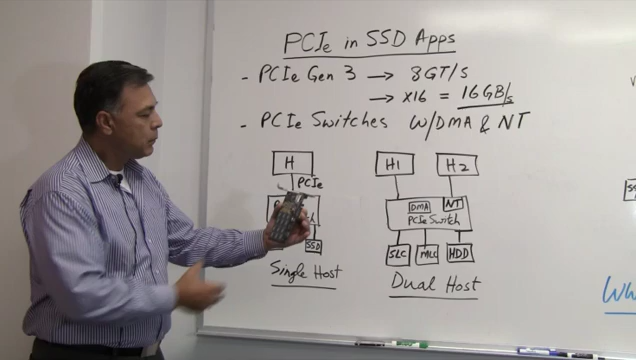 PCIe in SSD Apps
- PCIe Gen 3 → 8GT/s
→ x16 = 16GB/s
- PCIe Switches W/DMA & NT
H
PCIe
SSD
Single Host
H1 H2
DMA NT
PCIe Switch
SLC MLC HDD
Dual Host